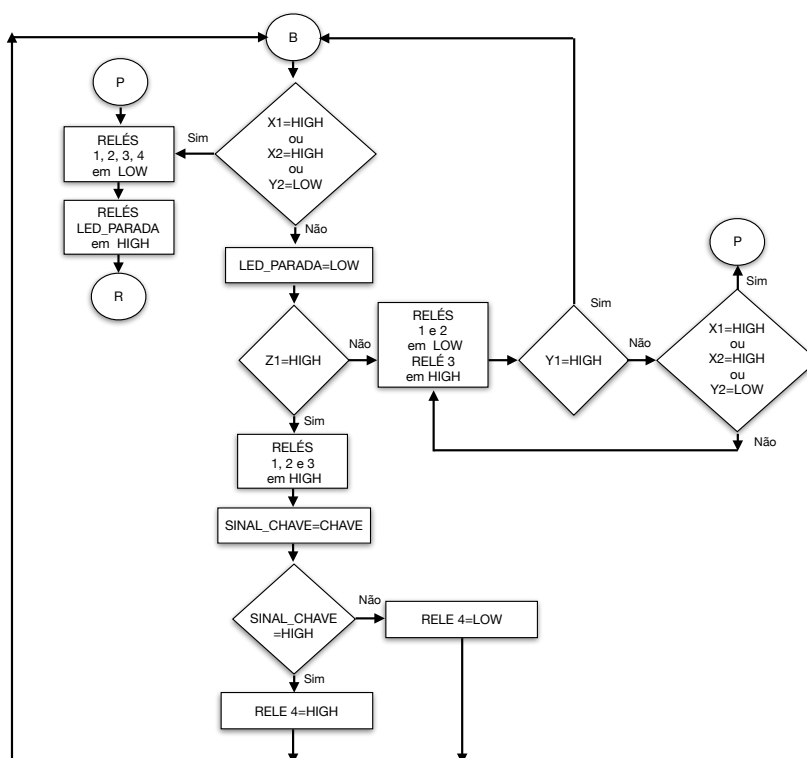 B
P
X1=HIGH
ou
X2=HIGH
ou
Y2=LOW
Sim
RELÉS
1, 2, 3, 4
em LOW
Não
RELÉS
LED_PARADA
em HIGH
R
LED_PARADA=LOW
Z1=HIGH
Não
RELÉS
1 e 2
em LOW
RELÉ 3
em HIGH
Sim
Y1=HIGH
Não
P
Sim
X1=HIGH
ou
X2=HIGH
ou
Y2=LOW
Não
Sim
RELÉS
1, 2 e 3
em HIGH
SINAL_CHAVE=CHAVE
SINAL_CHAVE
=HIGH
Não
RELE 4=LOW
Sim
RELE 4=HIGH